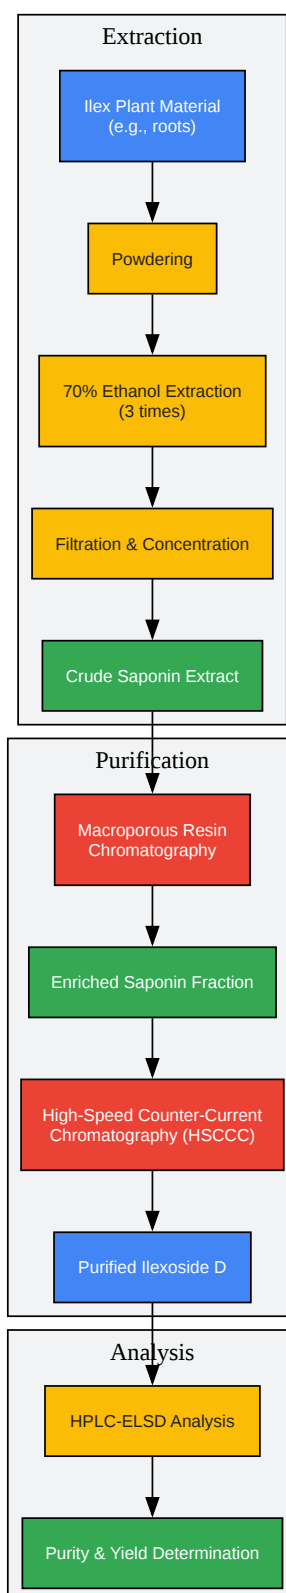 Extraction
Ilex Plant Material
(e.g., roots)
Powdering
70% Ethanol Extraction
(3 times)
Filtration & Concentration
Crude Saponin Extract
Purification
Macroporous Resin
Chromatography
Enriched Saponin Fraction
High-Speed Counter-Current
Chromatography (HSCCC)
Purified Ilexoside D
Analysis
HPLC-ELSD Analysis
Purity & Yield Determination